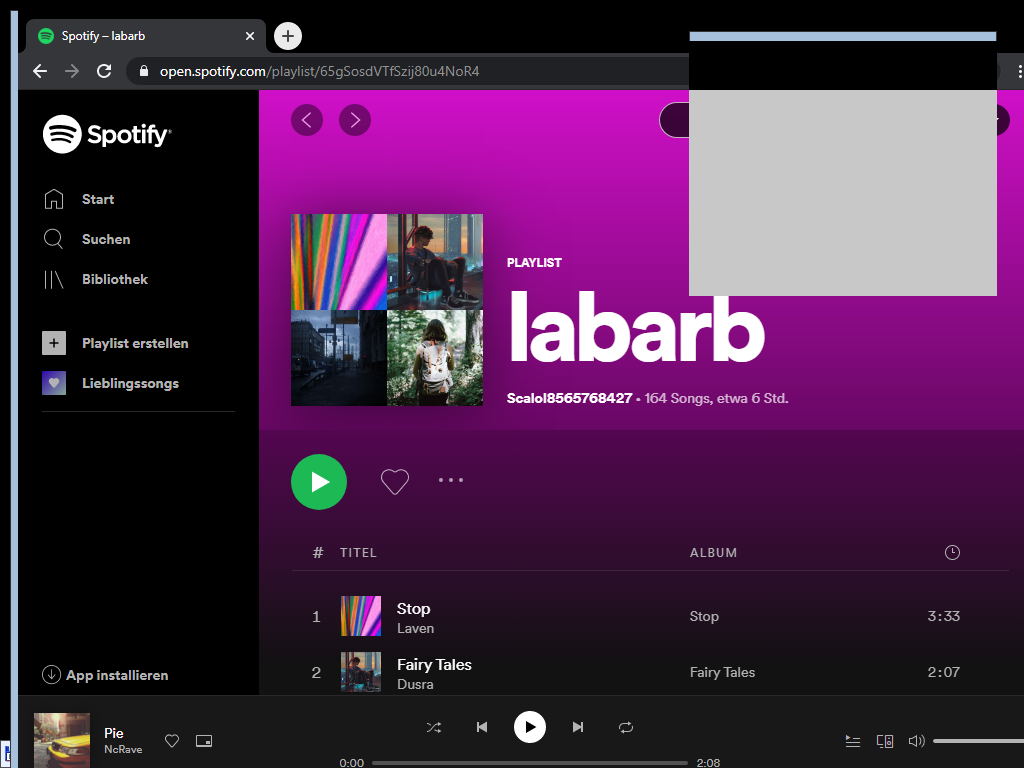 Spotify – labarb
open.spotify.com/playlist/65gSosdVTfSzij80u4NoR4
Spotify
Start
Suchen
Bibliothek
Playlist erstellen
Lieblingssongs
App installieren
PLAYLIST
labarb
Scalol8565768427 • 164 Songs, etwa 6 Std.
# TITEL ALBUM
1 Stop Stop 3:33
Laven
2 Fairy Tales Fairy Tales 2:07
Dusra
Pie
NcRave
0:00 2:08